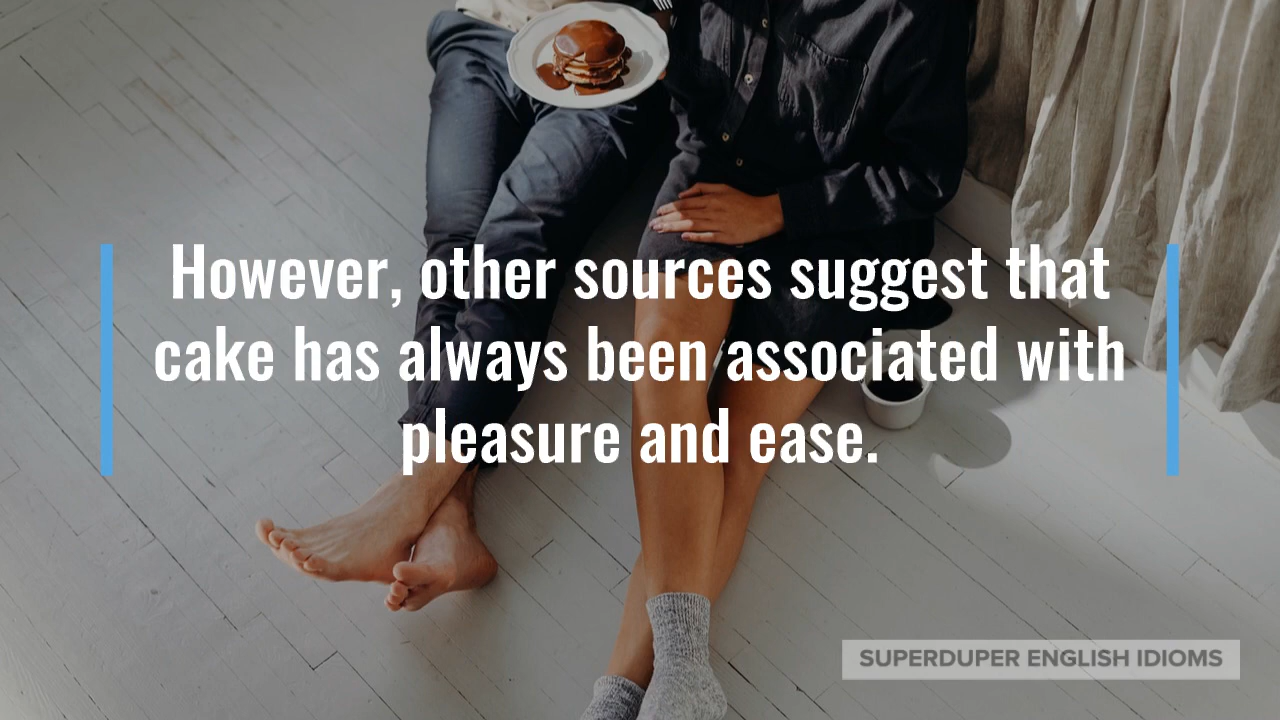 However, other sources suggest that
cake has always been associated with
pleasure and ease.
SUPERDUPER ENGLISH IDIOMS